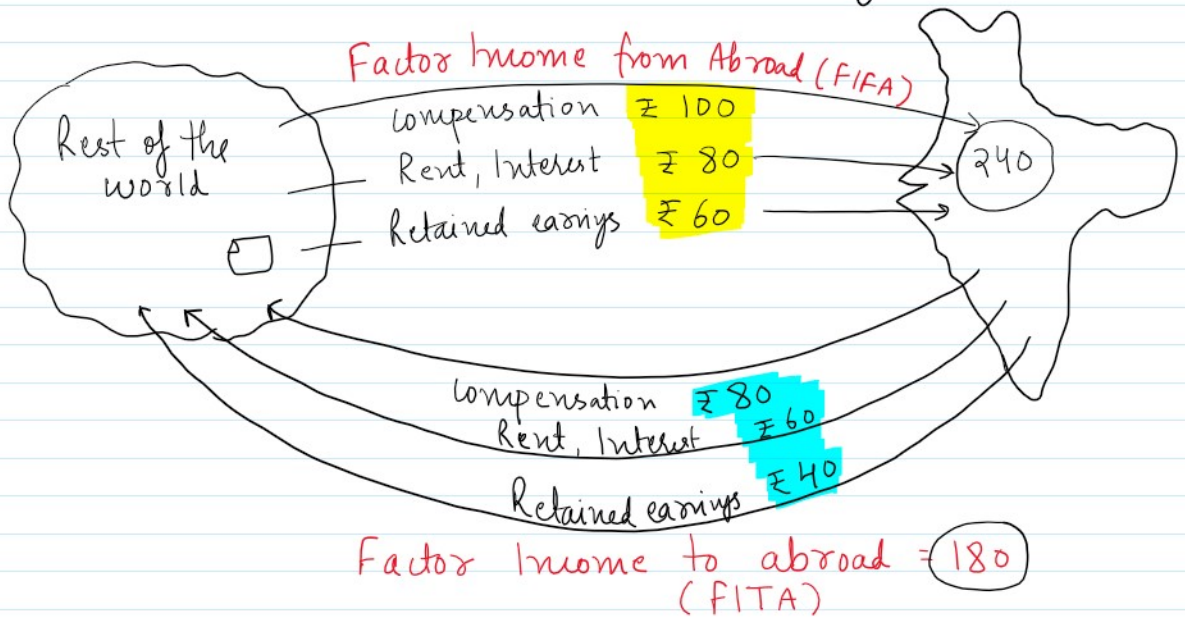 Factor Income from Abroad (FIFA)
Rest of the
world
Compensation ₹ 100
Rent, Interest ₹ 80
Retained earnigs ₹ 60
240
Compensation ₹ 80
Rent, Interest ₹ 60
Retained earnings ₹ 40
Factor Income to abroad = 180
(FITA)